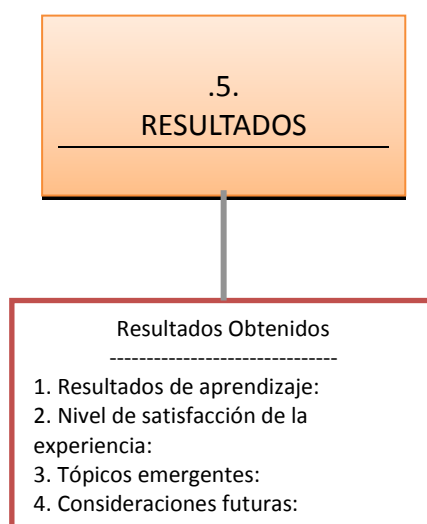 .5.
RESULTADOS
Resultados Obtenidos
-------------------------------
1. Resultados de aprendizaje:
2. Nivel de satisfacción de la
experiencia:
3. Tópicos emergentes:
4. Consideraciones futuras: